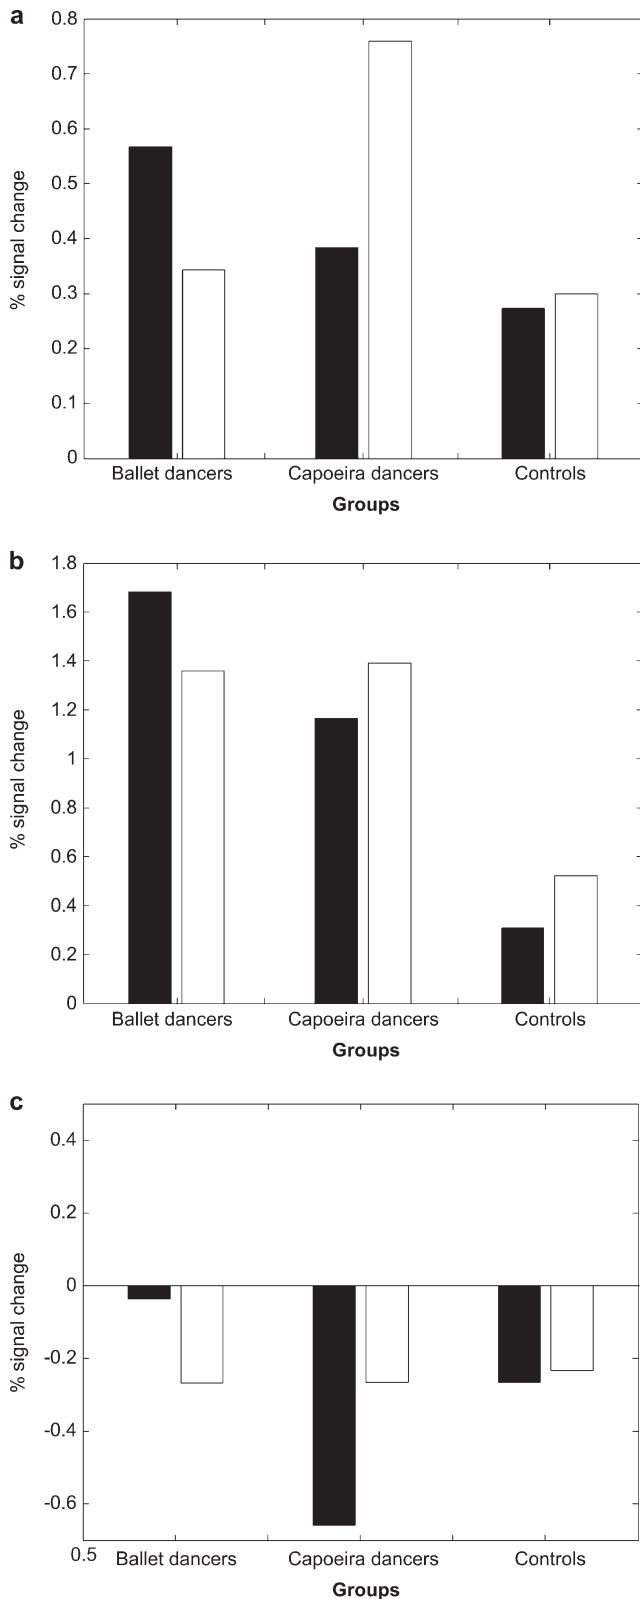 a
% signal change
0.8
0.7
0.6
0.5
0.4
0.3
0.2
0.1
0
Ballet dancers Capoeira dancers Controls
Groups
b
% signal change
1.8
1.6
1.4
1.2
1
0.8
0.6
0.4
0.2
0
Ballet dancers Capoeira dancers Controls
Groups
c
% signal change
0.4
0.2
0
-0.2
-0.4
-0.6
0.5
Ballet dancers Capoeira dancers Controls
Groups